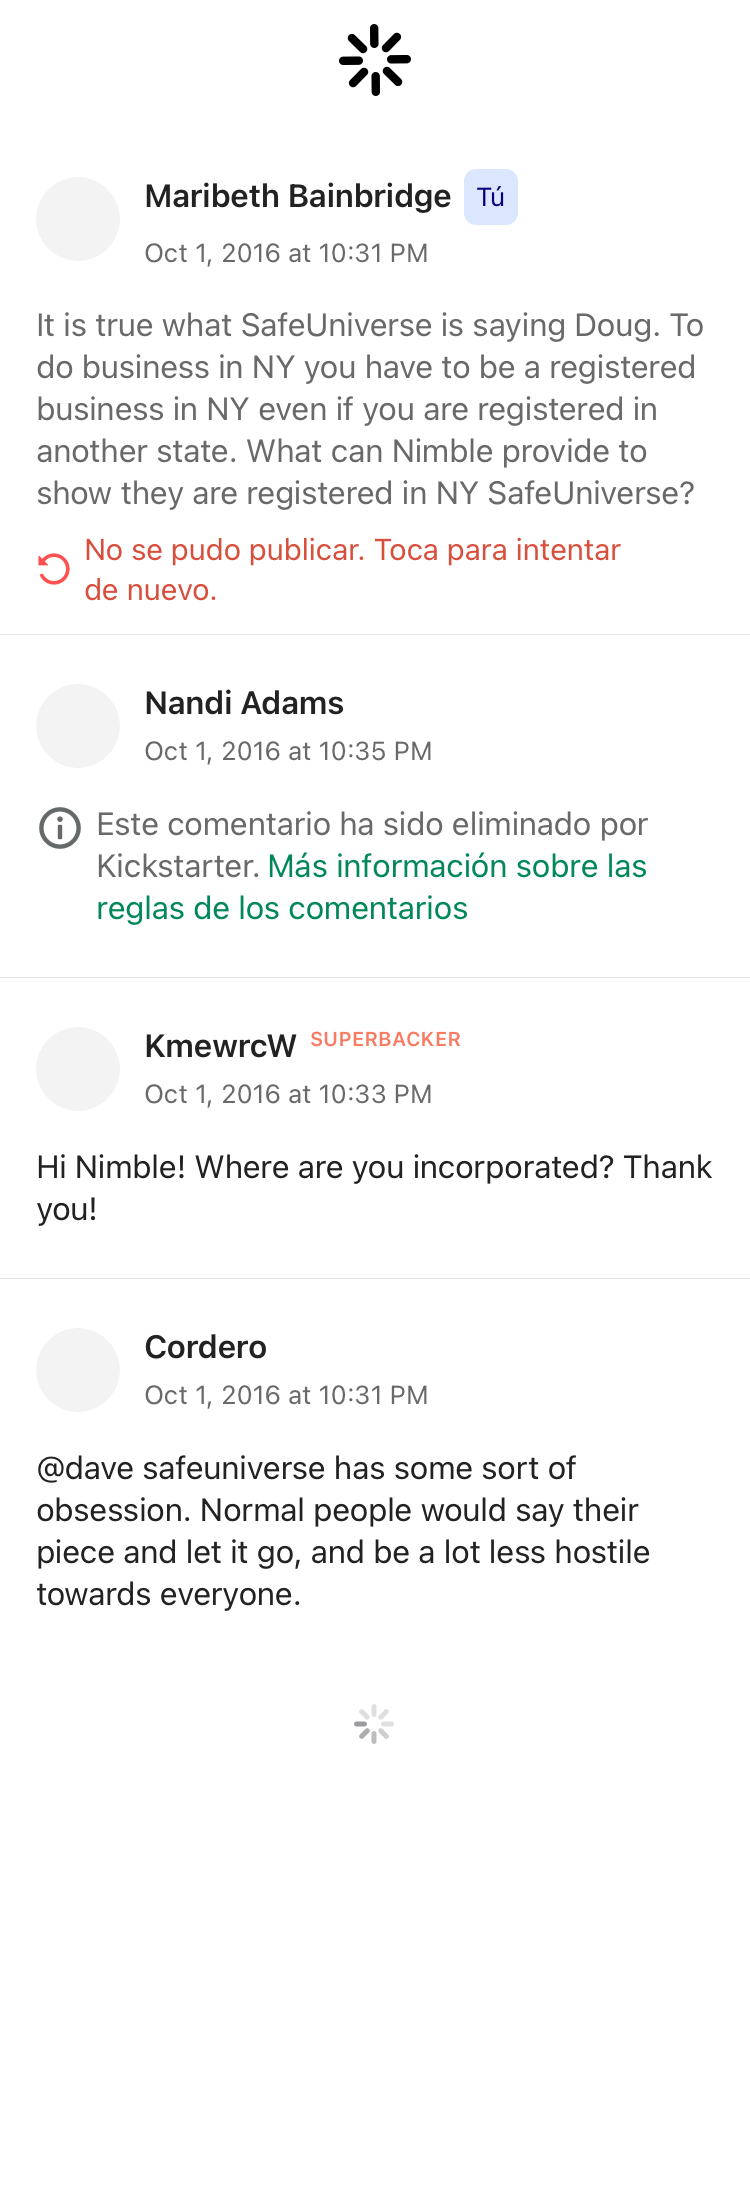 Maribeth Bainbridge Tú
Oct 1, 2016 at 10:31 PM
It is true what SafeUniverse is saying Doug. To
do business in NY you have to be a registered
business in NY even if you are registered in
another state. What can Nimble provide to
show they are registered in NY SafeUniverse?
No se pudo publicar. Toca para intentar
de nuevo.
Nandi Adams
Oct 1, 2016 at 10:35 PM
Este comentario ha sido eliminado por
Kickstarter. Más información sobre las
reglas de los comentarios
KmewrcW SUPERBACKER
Oct 1, 2016 at 10:33 PM
Hi Nimble! Where are you incorporated? Thank
you!
Cordero
Oct 1, 2016 at 10:31 PM
@dave safeuniverse has some sort of
obsession. Normal people would say their
piece and let it go, and be a lot less hostile
towards everyone.